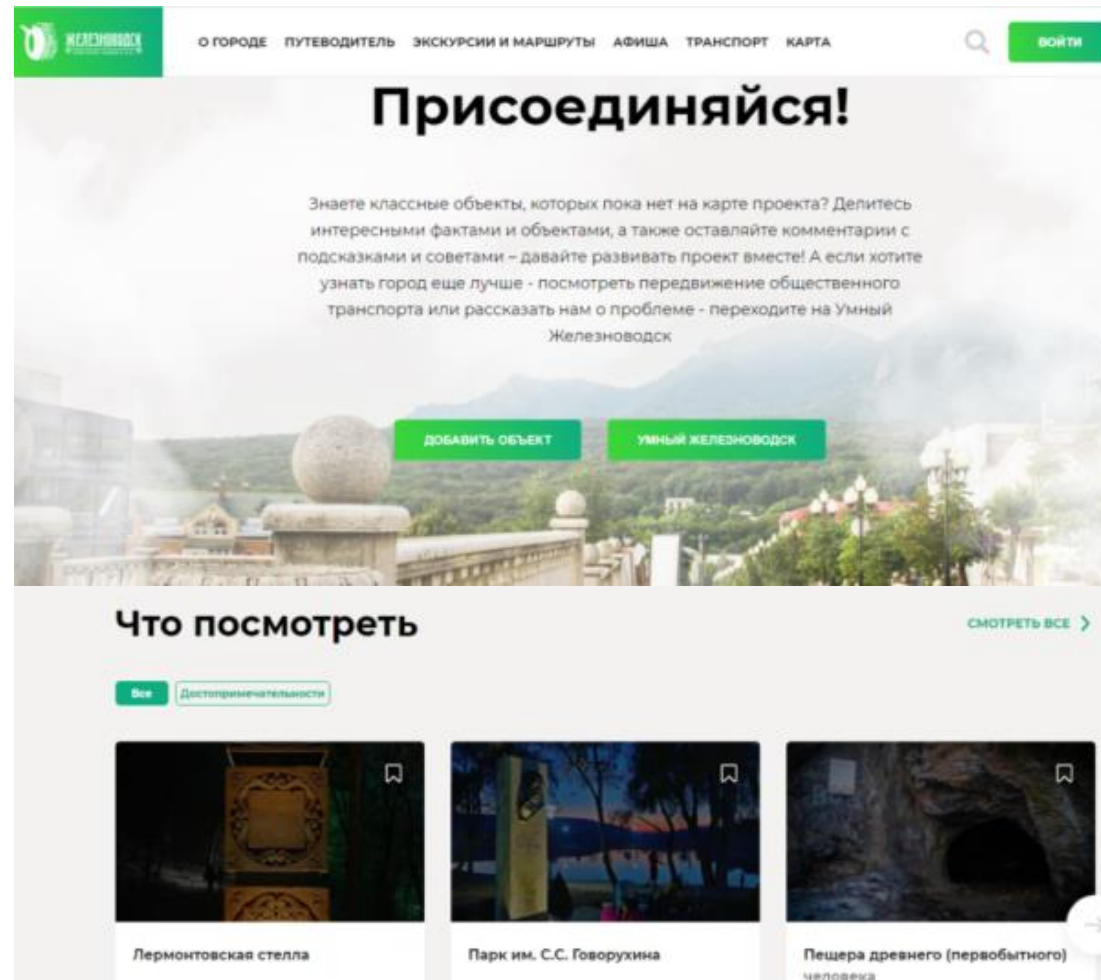 ЖЕЛЕЗНОВОДСК
О ГОРОДЕ ПУТЕВОДИТЕЛЬ ЭКСКУРСИИ И МАРШРУТЫ АФИША ТРАНСПОРТ КАРТА
ВОЙТИ
Присоединяйся!
Знаете классные объекты, которых пока нет на карте проекта? Делитесь
интересными фактами и объектами, а также оставляйте комментарии с
подсказками и советами – давайте развивать проект вместе! А если хотите
узнать город еще лучше - посмотреть передвижение общественного
транспорта или рассказать нам о проблеме - переходите на Умный
Железноводск
ДОБАВИТЬ ОБЪЕКТ
УМНЫЙ ЖЕЛЕЗНОВОДСК
Что посмотреть
СМОТРЕТЬ ВСЕ
Все Достопримечательности
Лермонтовская стелла
Парк им. С.С. Говорухина
Пещера древнего (первобытного)
человека